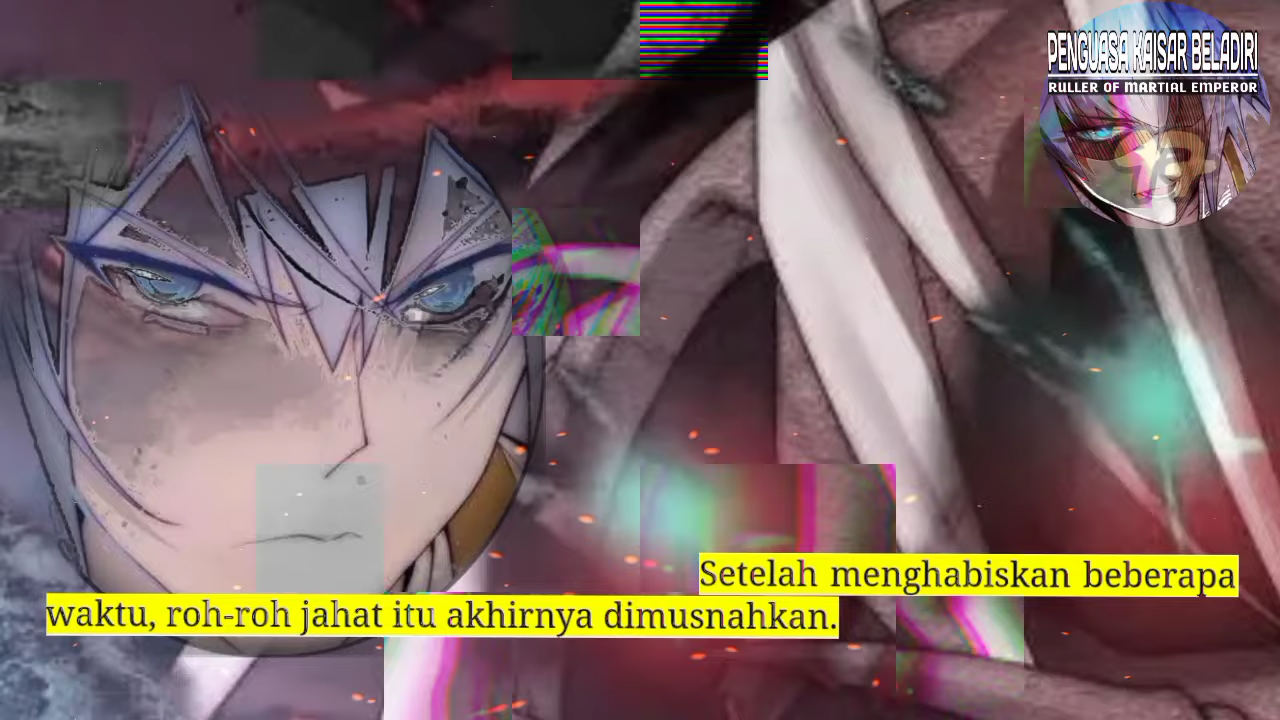 PENGUASA KAISAR BELADIRI
RULLER OF MARTIAL EMPEROR
Setelah menghabiskan beberapa
waktu, roh-roh jahat itu akhirnya dimusnahkan.